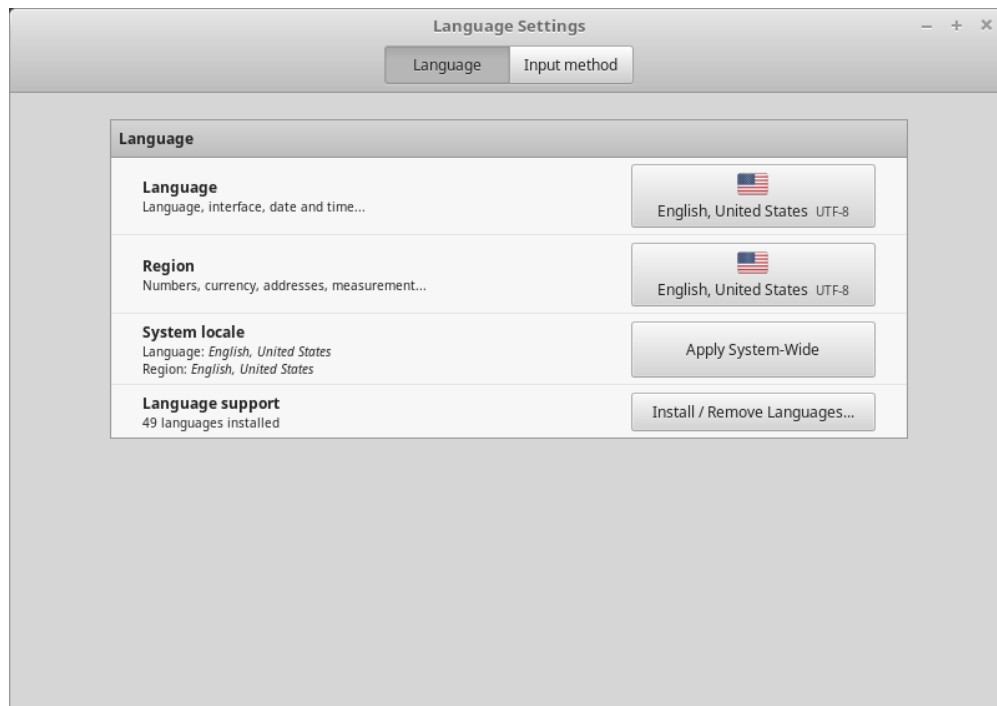 Language Settings
Language
Input method
Language
Language
Language, interface, date and time...
English, United States UTF-8
Region
Numbers, currency, addresses, measurement...
English, United States UTF-8
System locale
Language: English, United States
Region: English, United States
Apply System-Wide
Language support
49 languages installed
Install / Remove Languages...